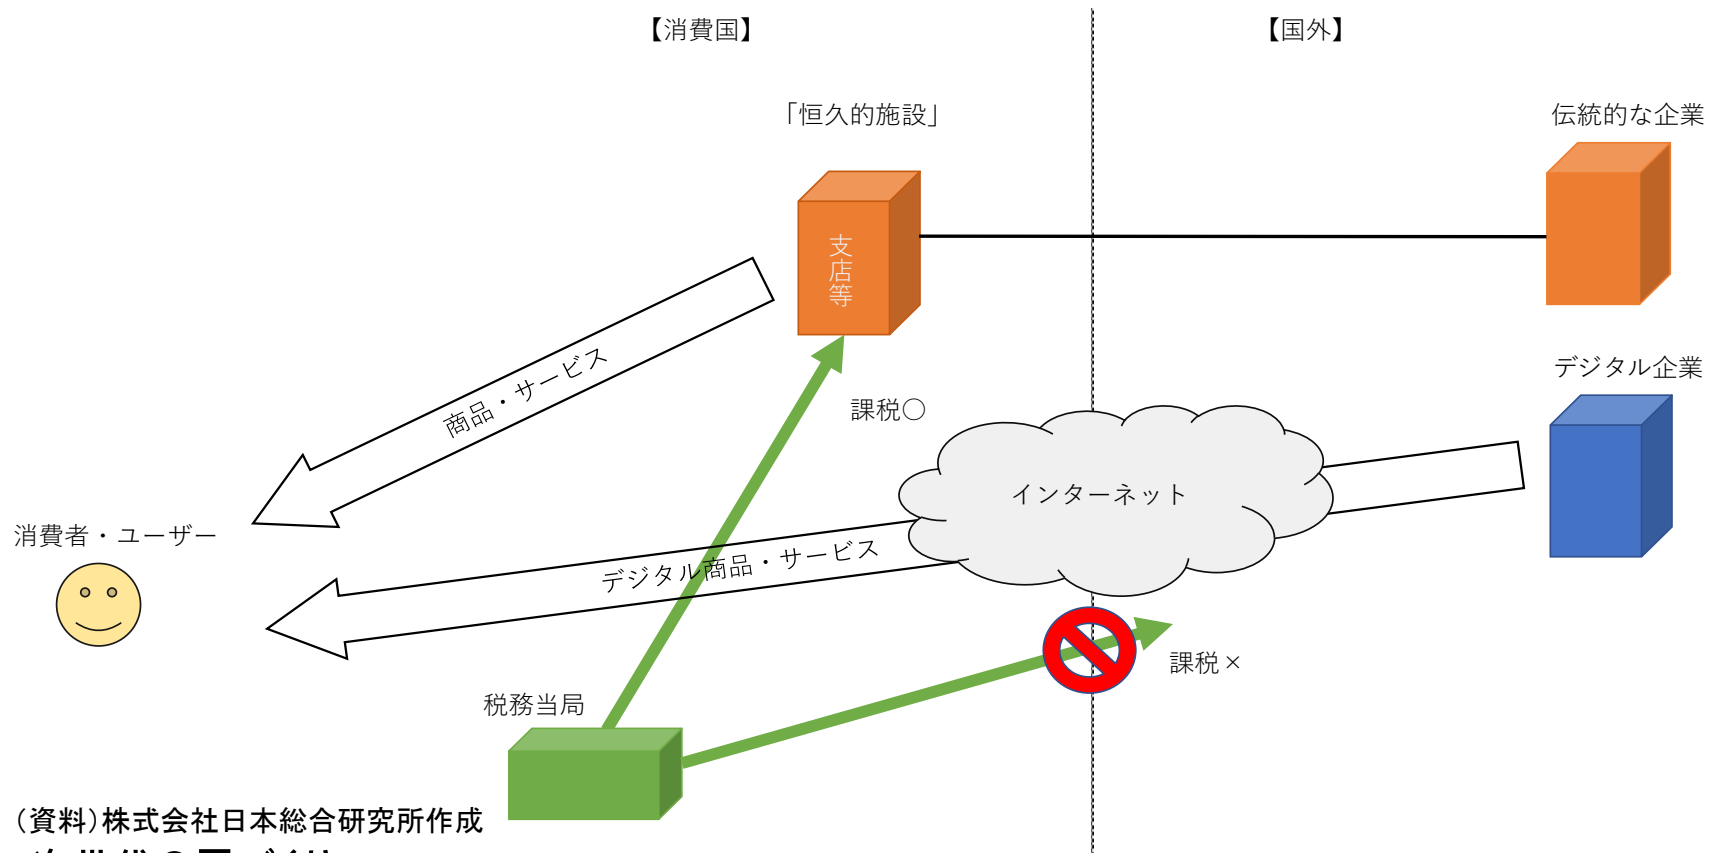 【消費国】
【国外】
「恒久的施設」
伝統的な企業
支店等
商品・サービス
デジタル企業
課税〇
インターネット
消費者・ユーザー
デジタル商品・サービス
課税×
税務当局
（資料）株式会社日本総合研究所作成